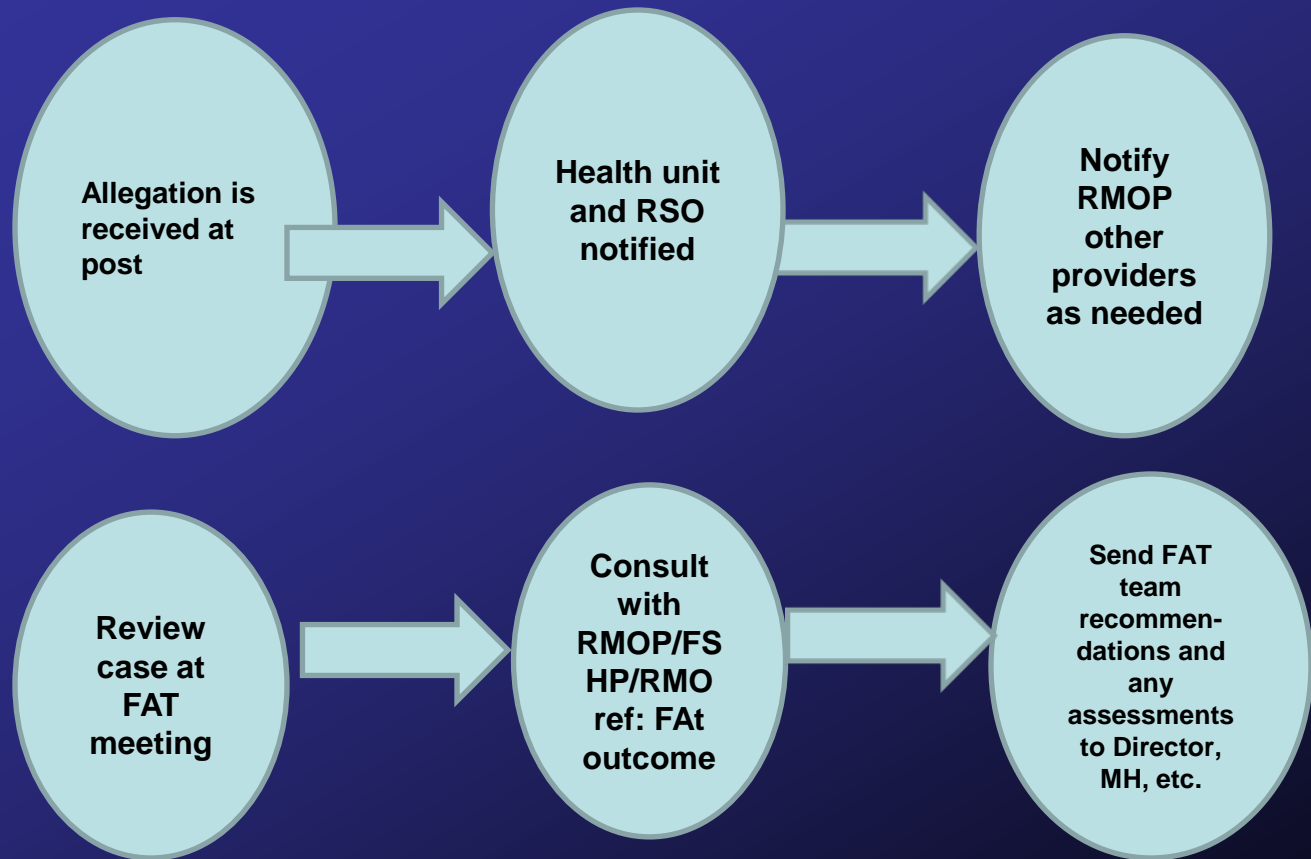 Allegation is
received at
post
Health unit
and RSO
notified
Notify
RMOP
other
providers
as needed
Review
case at
FAT
meeting
Consult
with
RMOP/FS
HP/RMO
ref: FAt
outcome
Send FAT
team
recommen-
dations and
any
assessments
to Director,
MH, etc.